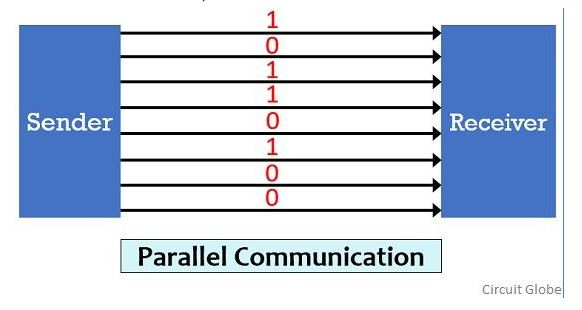 1
0
1
1
Sender
0
Receiver
1
0
0
Parallel Communication
Circuit Globe